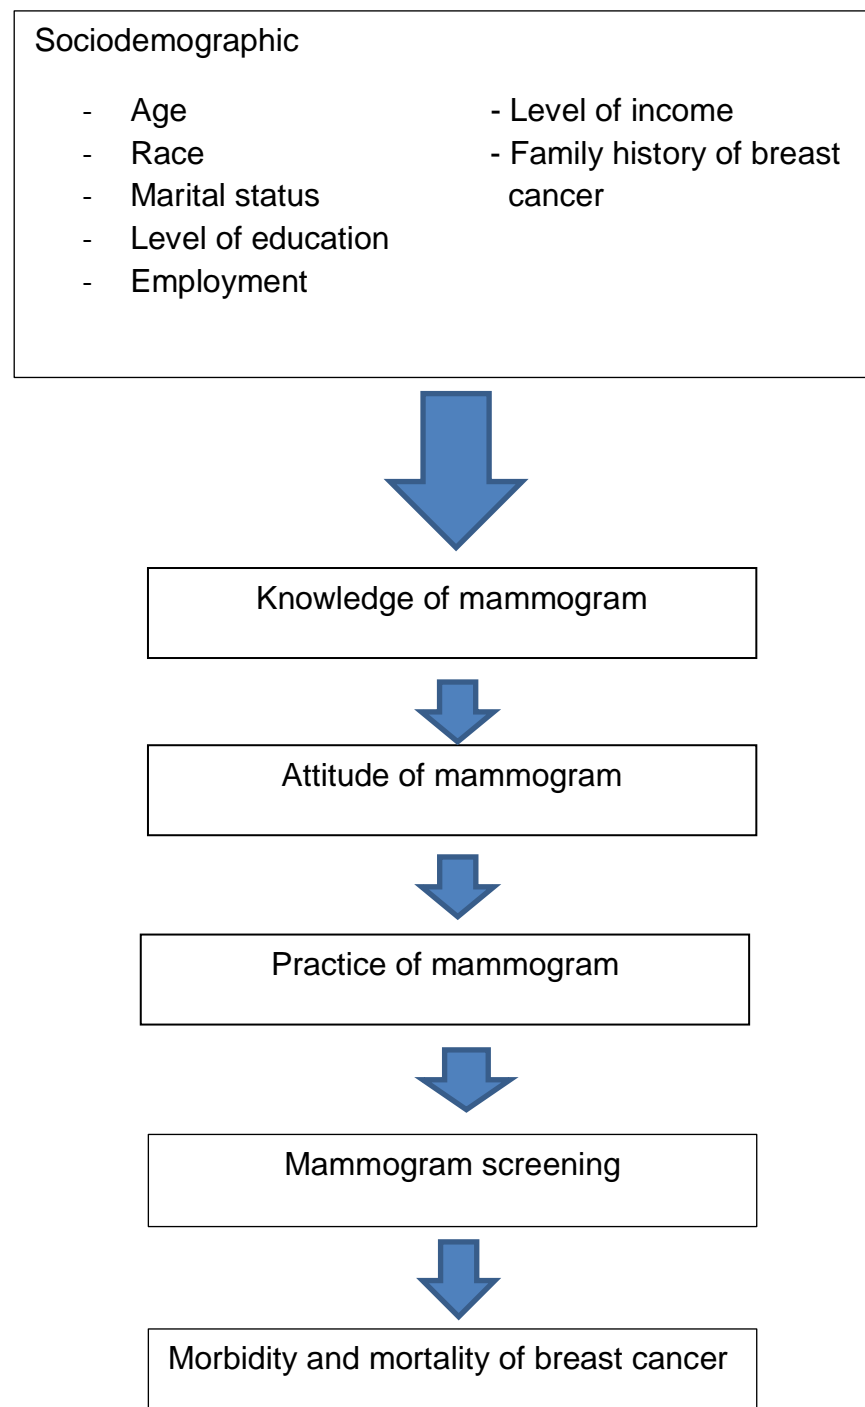 Sociodemographic
- Age
- Race
- Marital status
- Level of education
- Employment
- Level of income
- Family history of breast
cancer
Knowledge of mammogram
Attitude of mammogram
Practice of mammogram
Mammogram screening
Morbidity and mortality of breast cancer